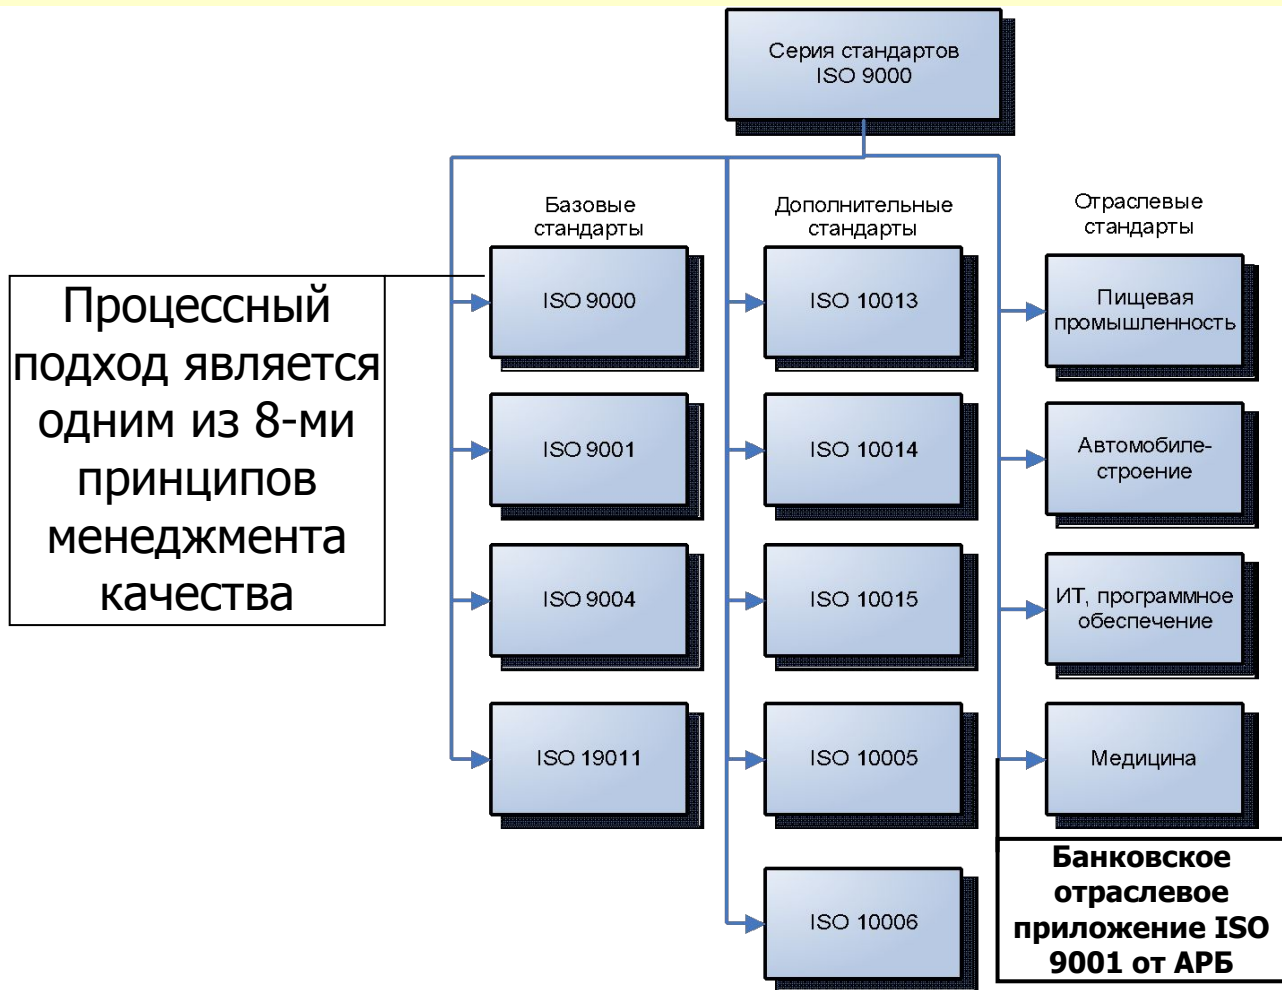 Серия стандартов
ISO 9000
Базовые
стандарты
Дополнительные
стандарты
Отраслевые
стандарты
Процессный
подход является
одним из 8-ми
принципов
менеджмента
качества
ISO 9000
ISO 9001
ISO 9004
ISO 19011
ISO 10013
ISO 10014
ISO 10015
ISO 10005
ISO 10006
Пищевая
промышленность
Автомобиле-
строение
ИТ, программное
обеспечение
Медицина
Банковское
отраслевое
приложение ISO
9001 от АРБ